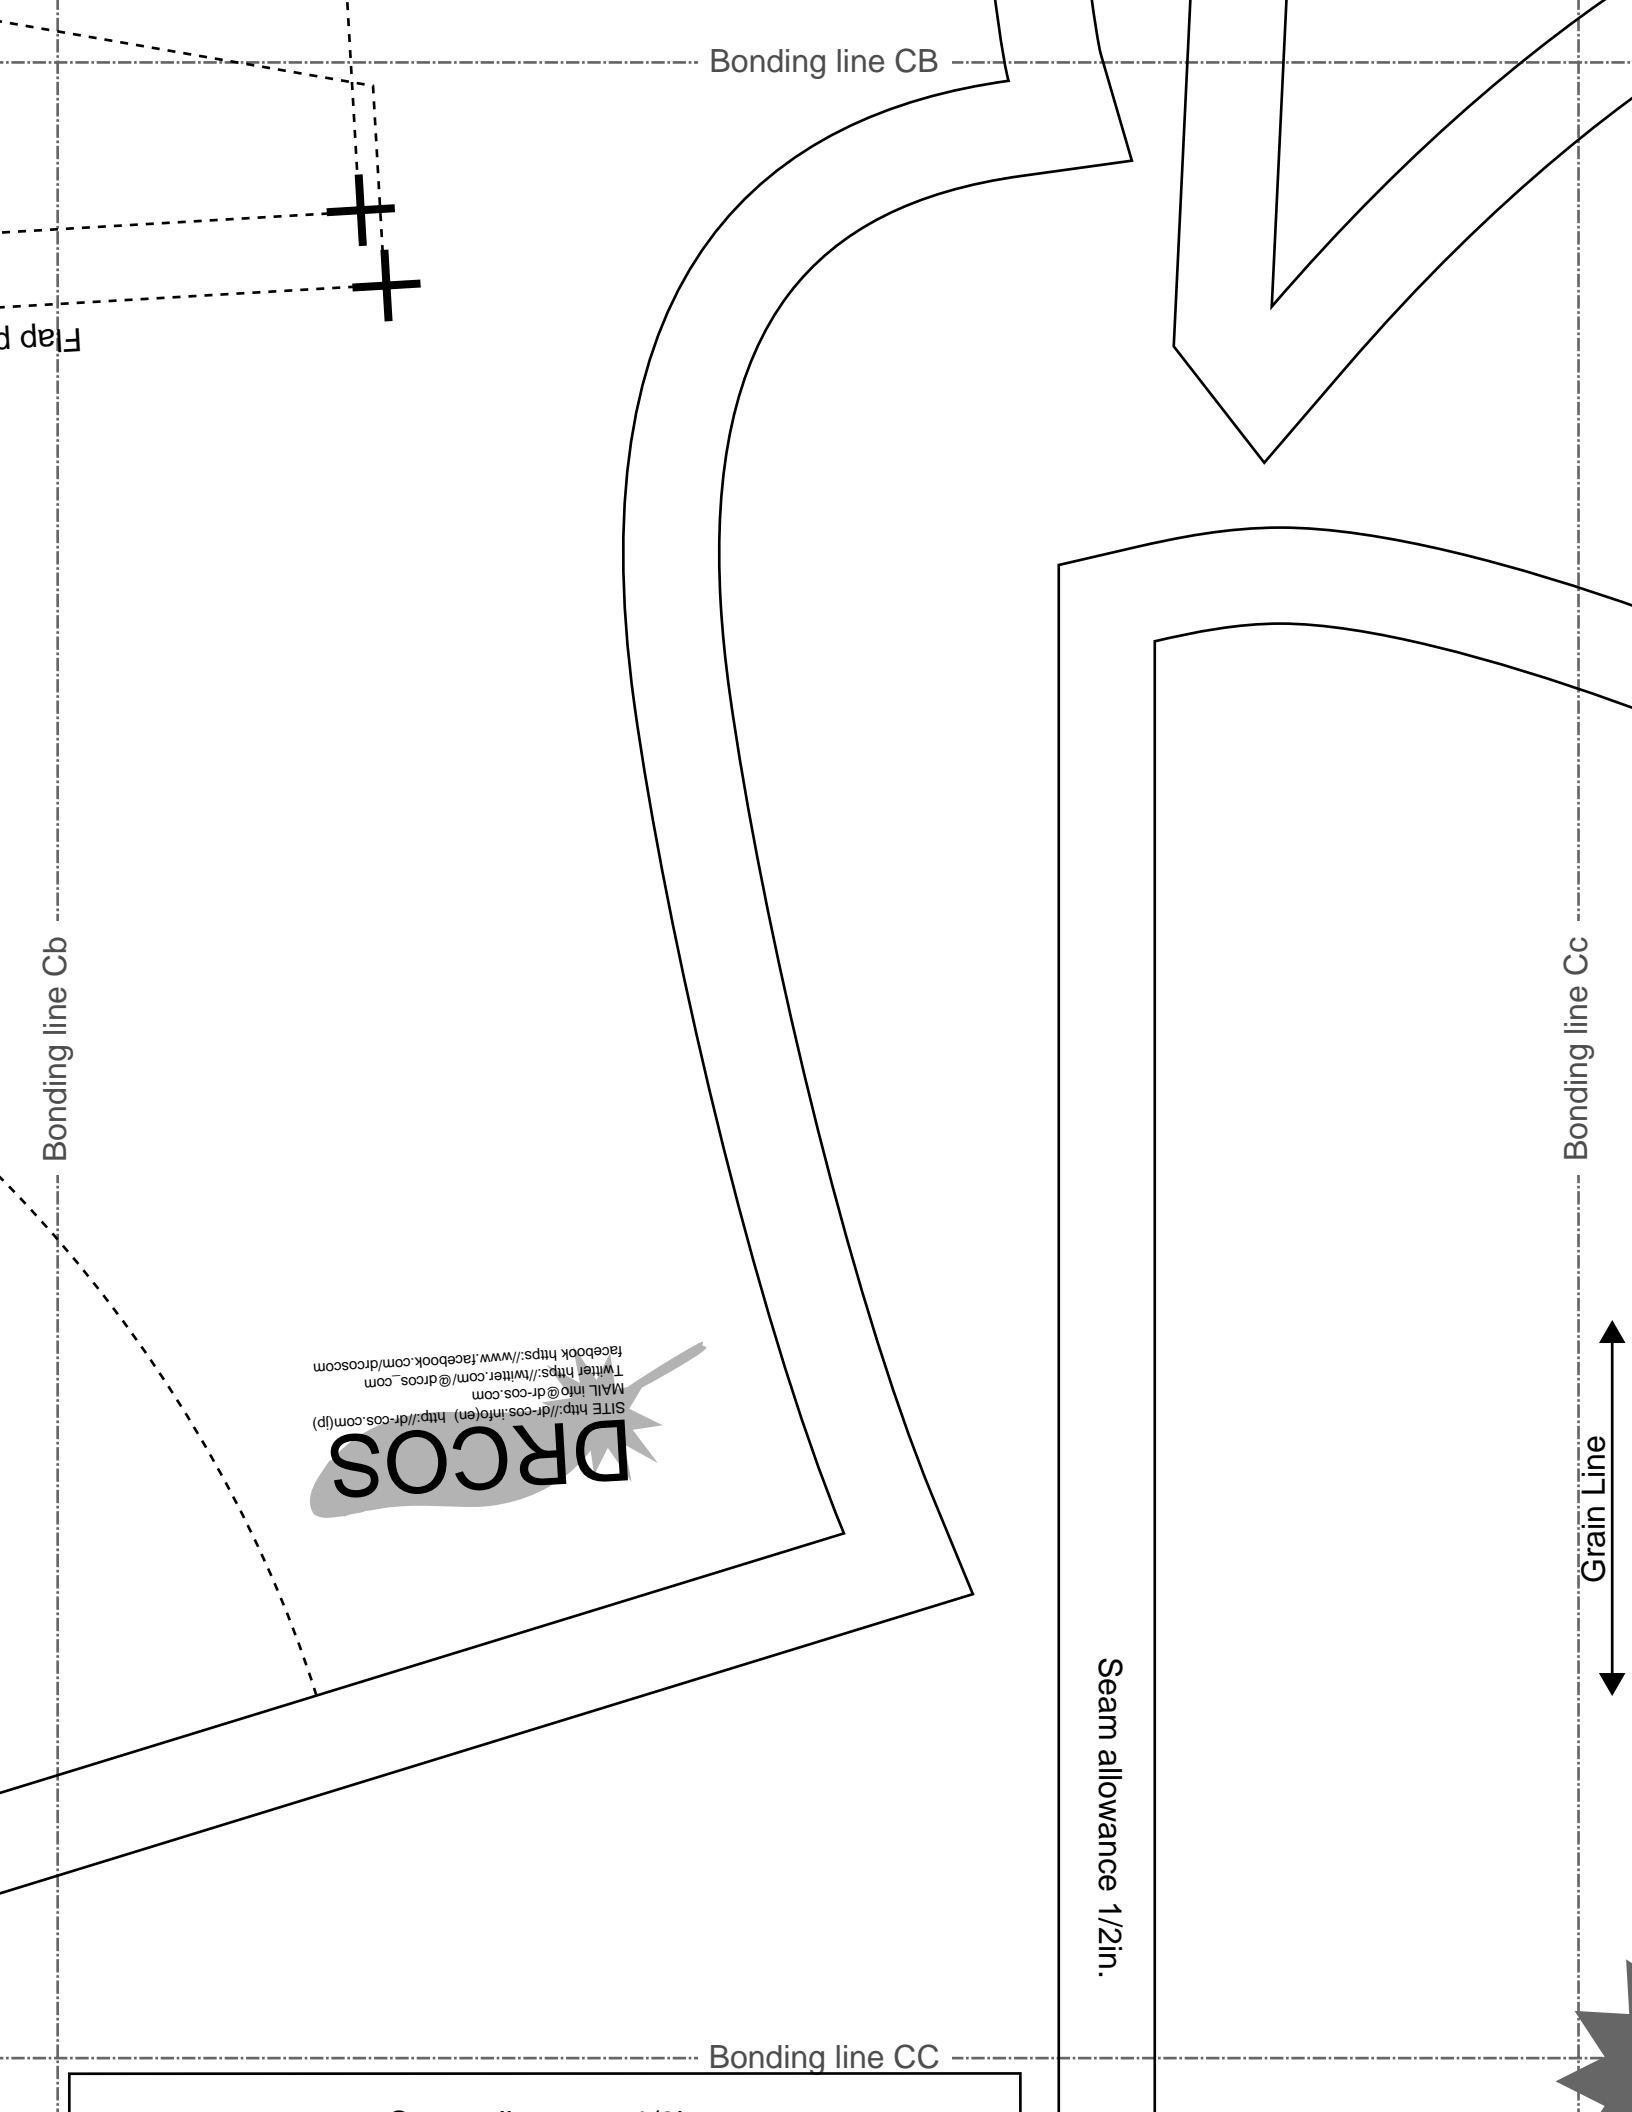 Bonding line CB
Flap p
Bonding line Cb
Bonding line Cc
DRCOS
SITE http://dr-cos.info(en) http://dr-cos.com(jp)
MAIL info@dr-cos.com
Twitter https://twitter.com/@drcos_com
facebook https://www.facebook.com/drcoscom
Grain Line
Seam allowance 1/2in.
Bonding line CC